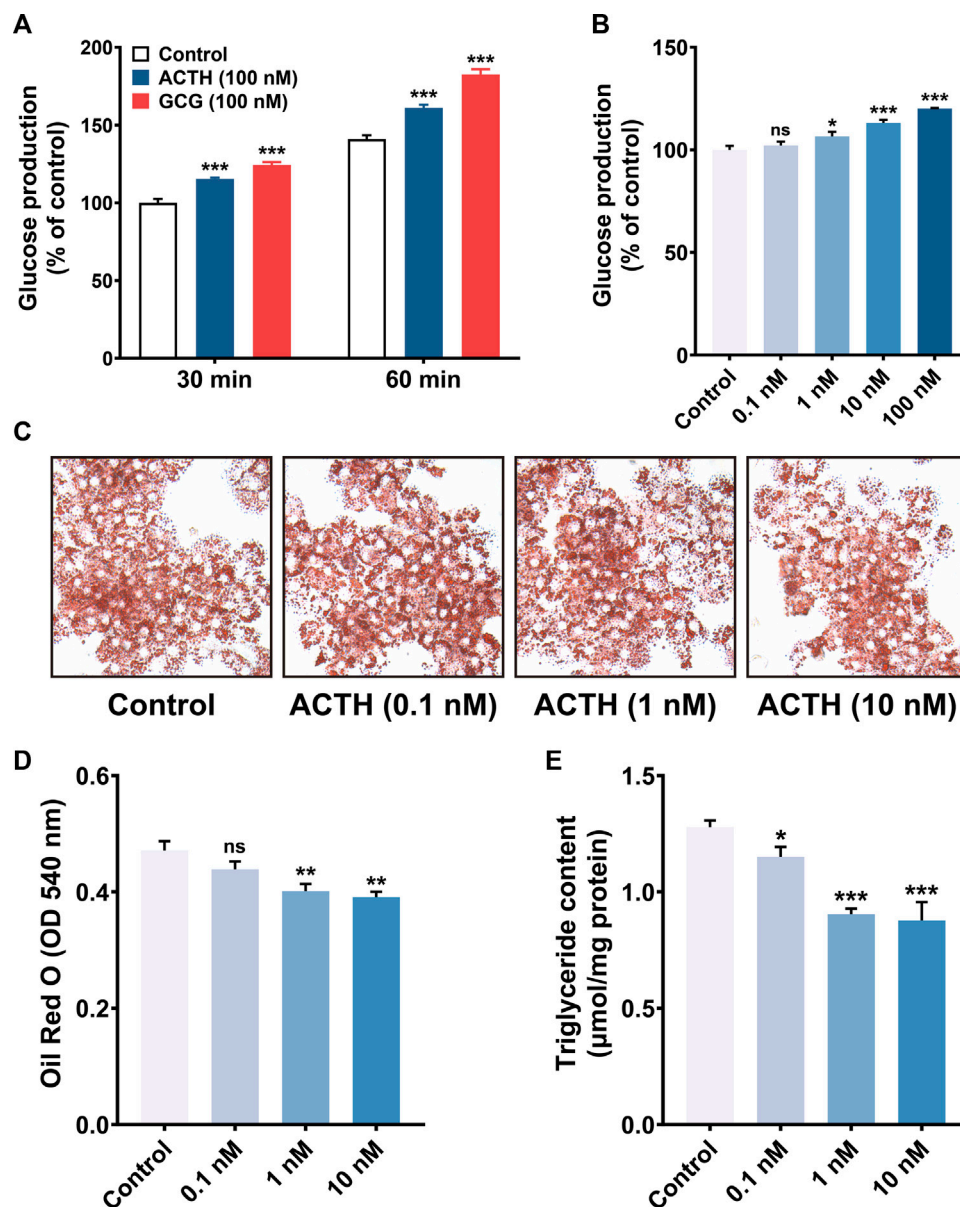 A
Glucose production
(% of control)
200
150
100
50
0
Control
ACTH (100 nM)
GCG (100 nM)
***
***
***
***
30 min
60 min
B
Glucose production
(% of control)
150
100
50
0
ns
*
***
***
Control
0.1 nM
1 nM
10 nM
100 nM
C
Control
ACTH (0.1 nM)
ACTH (1 nM)
ACTH (10 nM)
D
Oil Red O (OD 540 nm)
0.6
0.4
0.2
0.0
ns
**
**
Control
0.1 nM
1 nM
10 nM
E
Triglyceride content
(μmol/mg protein)
1.5
1.0
0.5
0.0
*
***
***
Control
0.1 nM
1 nM
10 nM